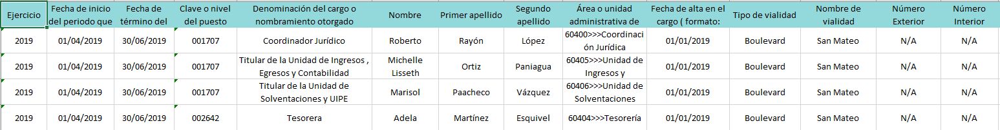 Ejercicio Fecha de inicio del periodo que Fecha de término del Clave o nivel del puesto Denominación del cargo o nombramiento otorgado Nombre Primer apellido Segundo apellido Área o unidad administrativa de Fecha de alta en el cargo ( formato: Tipo de vialidad Nombre de vialidad Número Exterior Número Interior
2019 01/04/2019 30/06/2019 001707 Coordinador Jurídico Roberto Rayón López 60400>>>Coordinación Jurídica 01/01/2019 Boulevard San Mateo N/A N/A
2019 01/04/2019 30/06/2019 001707 Titular de la Unidad de Ingresos , Egresos y Contabilidad Michelle Lisseth Ortiz Paniagua 60405>>>Unidad de Ingresos y 01/01/2019 Boulevard San Mateo N/A N/A
2019 01/04/2019 30/06/2019 001707 Titular de la Unidad de Solventaciones y UIPE Marisol Paacheco Vázquez 60406>>>Unidad de Solventaciones 01/01/2019 Boulevard San Mateo N/A N/A
2019 01/04/2019 30/06/2019 002642 Tesorera Adela Martínez Esquivel 60404>>>Tesorería 01/01/2019 Boulevard San Mateo N/A N/A